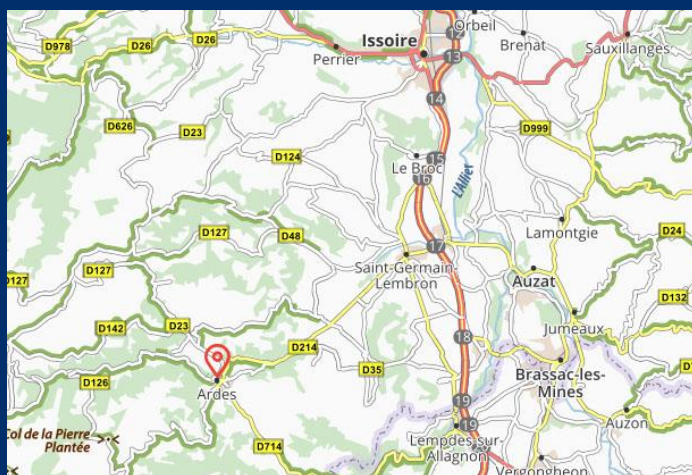 Orbeil
12
D978
D26
D26
Issoire
Brenat
Sauxillanges
Perrier
13
14
D626
D23
D999
D124
15
Le Broc
16
L'Allier
D127
D48
Lamontgie
D24
17
Saint-Germain-
Lembron
D127
D127
Auzat
D132
D142
D23
Jumeaux
18
D214
D35
Brassac-les-
Mines
D126
Ardes
19
19
Auzon
Col de la Pierre
Plantée
D714
Lempdes-sur-
Allagnon
Vergongheon